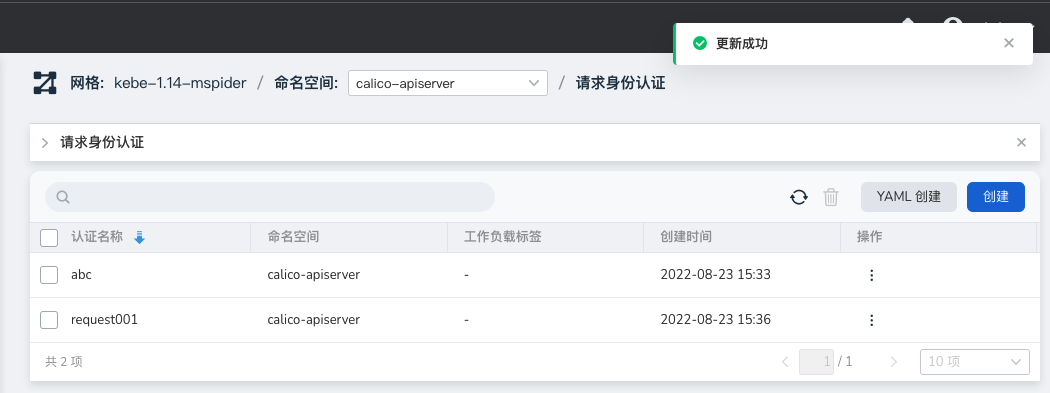 更新成功
网格: kebe-1.14-mspider / 命名空间: calico-apiserver / 请求身份认证
请求身份认证
YAML 创建 创建
认证名称 命名空间 工作负载标签 创建时间 操作
abc calico-apiserver - 2022-08-23 15:33
request001 calico-apiserver - 2022-08-23 15:36
共 2 项 1 / 1 10 项